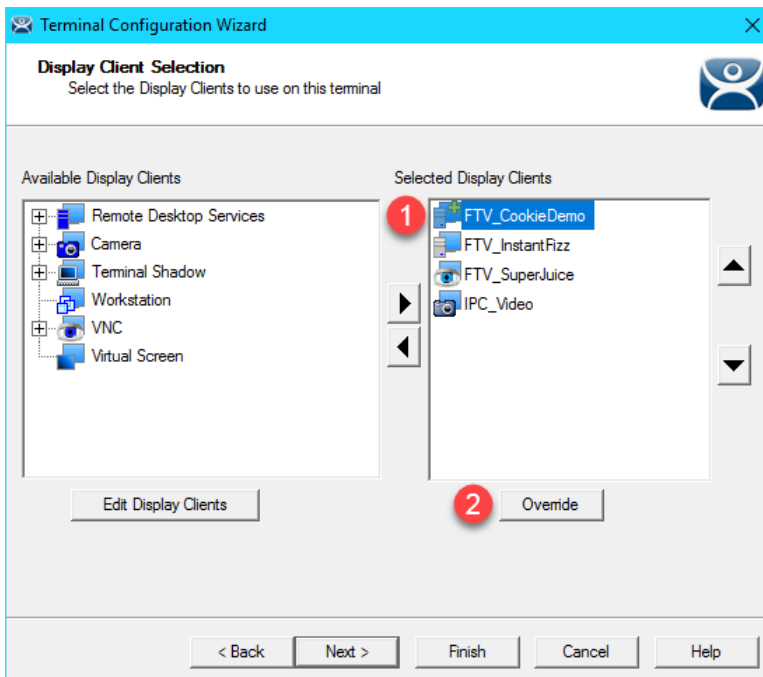 Terminal Configuration Wizard
Display Client Selection
Select the Display Clients to use on this terminal
Available Display Clients
Remote Desktop Services
Camera
Terminal Shadow
Workstation
VNC
Virtual Screen
Edit Display Clients
Selected Display Clients
1
FTV_CookieDemo
FTV_InstantFizz
FTV_SuperJuice
IPC_Video
2
Override
< Back
Next >
Finish
Cancel
Help